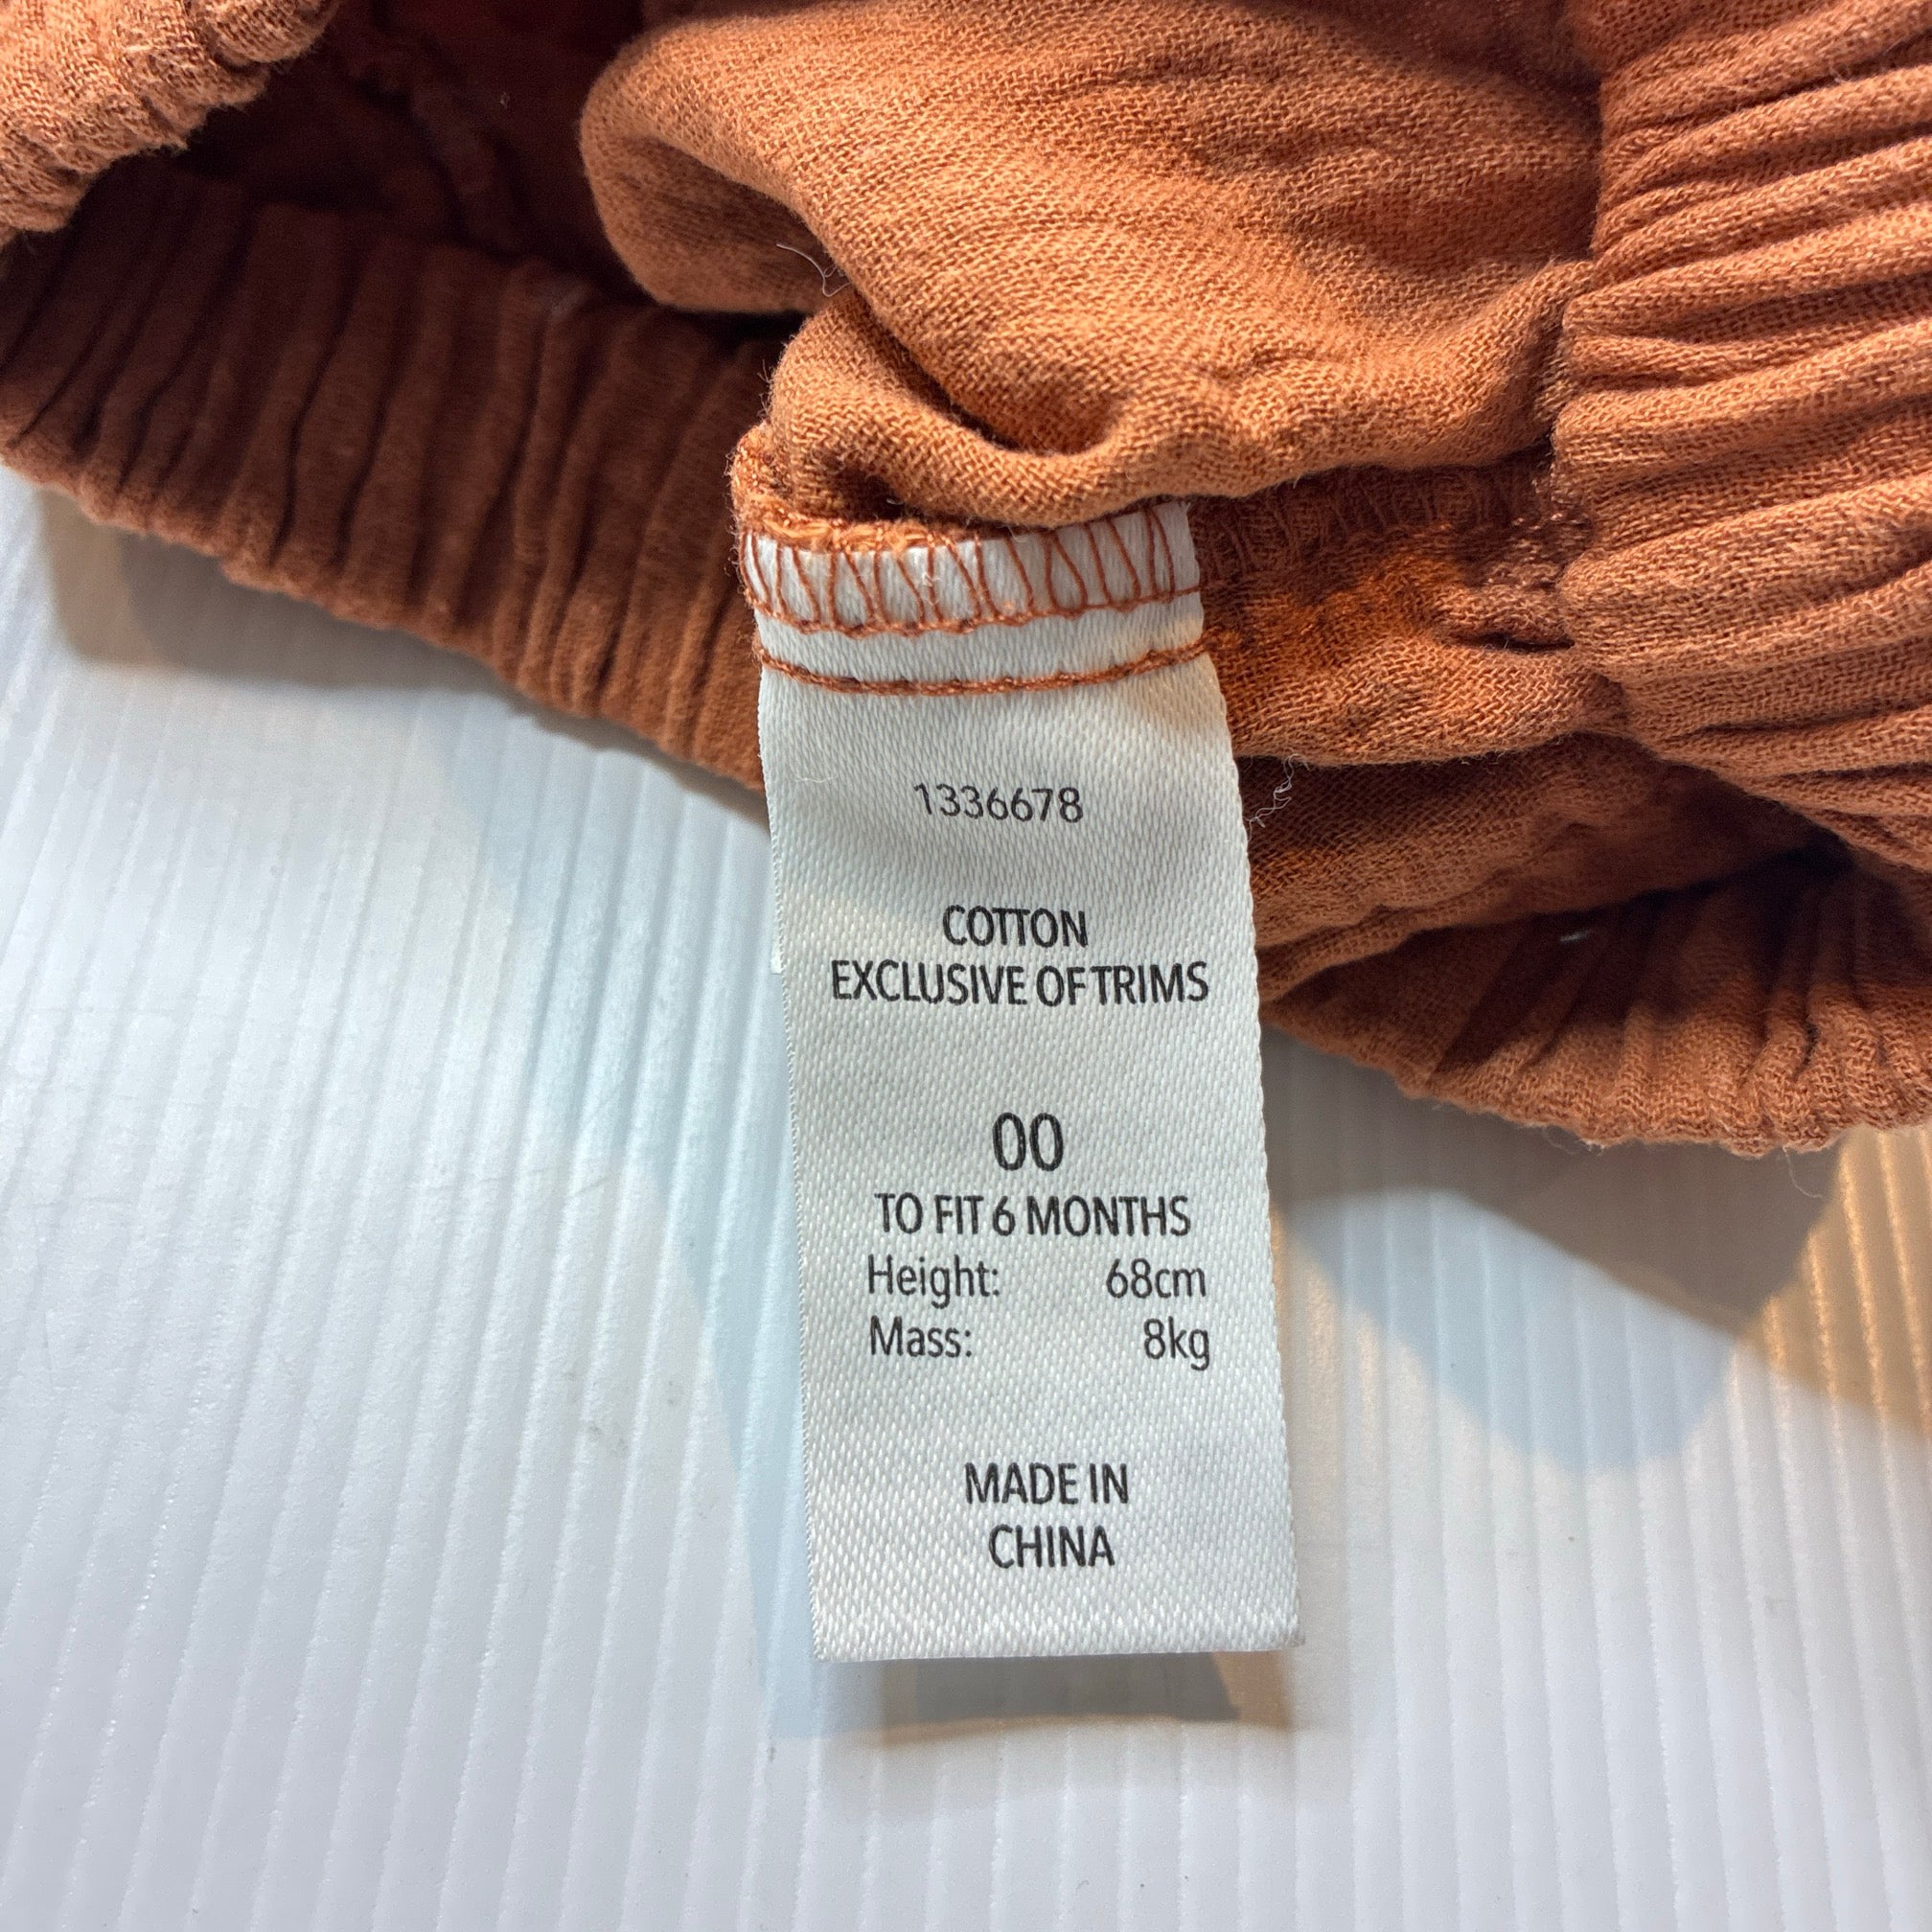 1336678
COTTON
EXCLUSIVE OF TRIMS
00
TO FIT 6 MONTHS
Height: 68cm
Mass: 8kg
MADE IN
CHINA